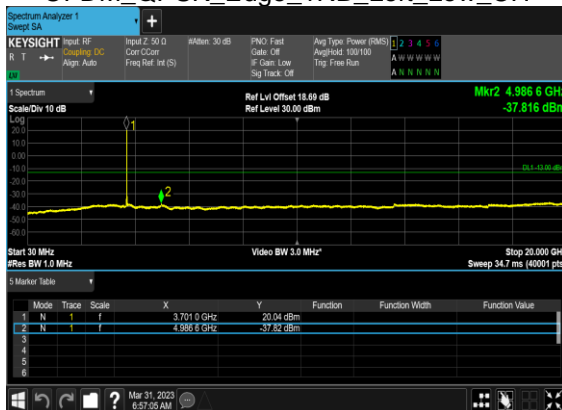 Spectrum Analyzer 1
Swept SA
KEYSIGHT
R T
Input: RF
Coupling: DC
Align: Auto
Input Z: 50 Ω
Corr CCorr
Freq Ref: Int (S)
#Atten: 30 dB
PNO: Fast
Gate: Off
IF Gain: Low
Sig Track: Off
Avg Type: Power (RMS)
Avg|Hold: 100/100
Trig: Free Run
1 2 3 4 5 6
A W W W W W
A N N N N N
1 Spectrum
Scale/Div 10 dB
Ref Lvl Offset 18.69 dB
Ref Level 30.00 dBm
Mkr2 4.986 6 GHz
-37.816 dBm
Log
20.0
10.0
0.00
-10.0
-20.0
-30.0
-40.0
-50.0
-60.0
1
2
DL1 -13.00 dBm
Start 30 MHz
#Res BW 1.0 MHz
Video BW 3.0 MHz*
Stop 20.000 GHz
Sweep 34.7 ms (40001 pts)
5 Marker Table
Mode Trace Scale X Y Function Function Width Function Value
1 N 1 f 3.701 0 GHz 20.04 dBm
2 N 1 f 4.986 6 GHz -37.82 dBm
3
4
5
6
?
Mar 31, 2023
6:57:05 AM